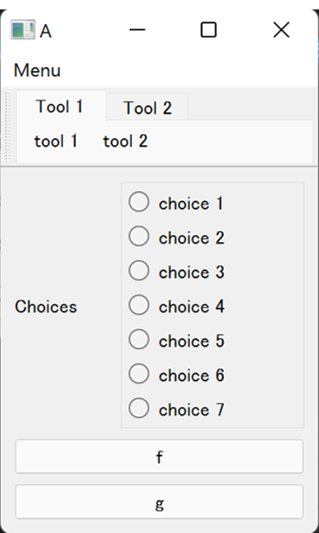 A
Menu
Tool 1 Tool 2
tool 1 tool 2
choice 1
choice 2
choice 3
Choices choice 4
choice 5
choice 6
choice 7
f
g